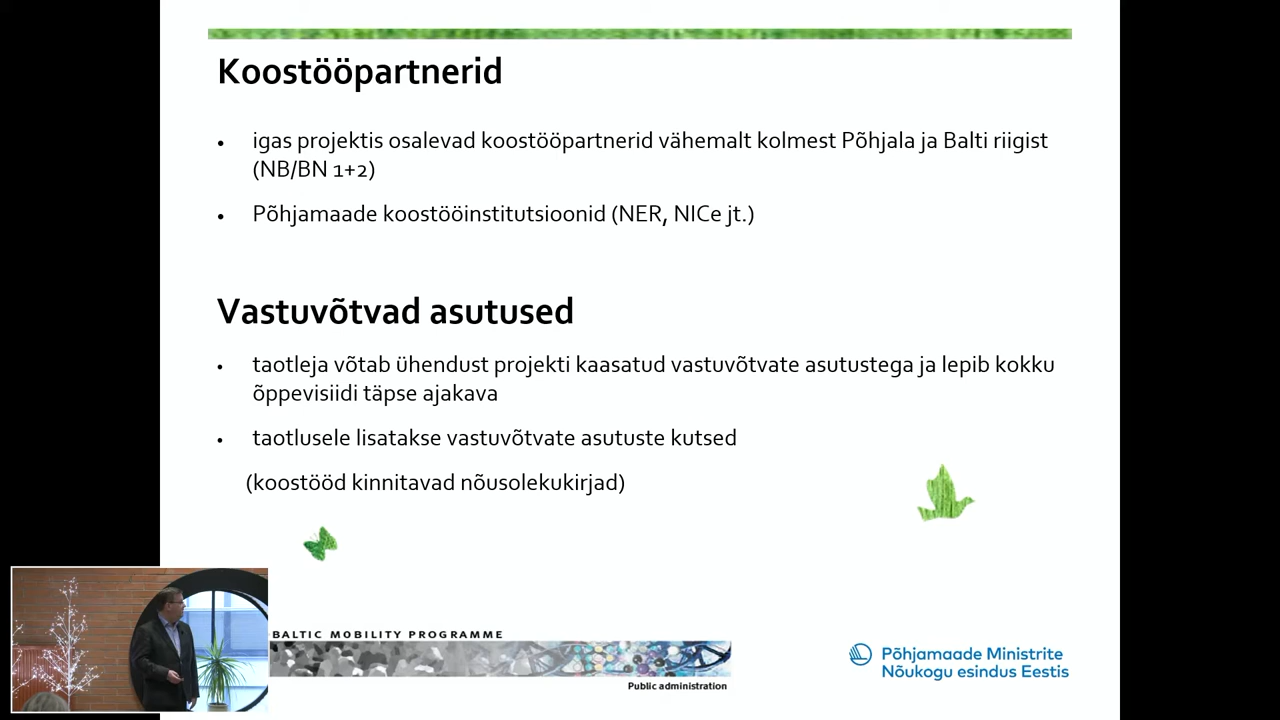 Koostööpartnerid
• igas projektis osalevad koostööpartnerid vähemalt kolmest Põhjala ja Balti riigist
(NB/BN 1+2)
• Põhjamaade koostööinstitutsioonid (NER, NICe jt.)
Vastuvõtvad asutused
• taotleja võtab ühendust projekti kaasatud vastuvõtvate asutustega ja lepib kokku
õppevisiidi täpse ajakava
• taotlusele lisatakse vastuvõtvate asutuste kutsed
(koostööd kinnitavad nõusolekukirjad)
BALTIC MOBILITY PROGRAMME
Public administration
Põhjamaade Ministrite
Nõukogu esindus Eestis